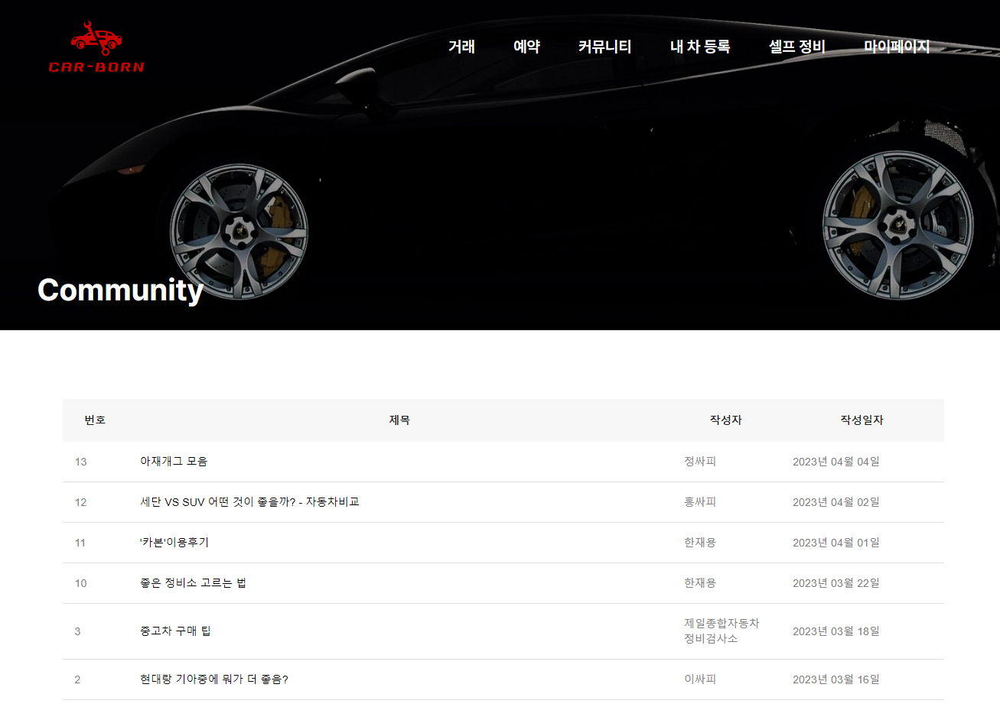 CAR-BORN
거래 예약 커뮤니티 내 차 등록 셀프 정비 마이페이지
Community
번호 제목 작성자 작성일자
13 아재개그 모음 정싸피 2023년 04월 04일
12 세단 VS SUV 어떤 것이 좋을까? - 자동차비교 홍싸피 2023년 04월 02일
11 '카본'이용후기 한재용 2023년 04월 01일
10 좋은 정비소 고르는 법 한재용 2023년 03월 22일
3 중고차 구매 팁 제일종합자동차 2023년 03월 18일
정비검사소
2 현대랑 기아중에 뭐가 더 좋음? 이싸피 2023년 03월 16일